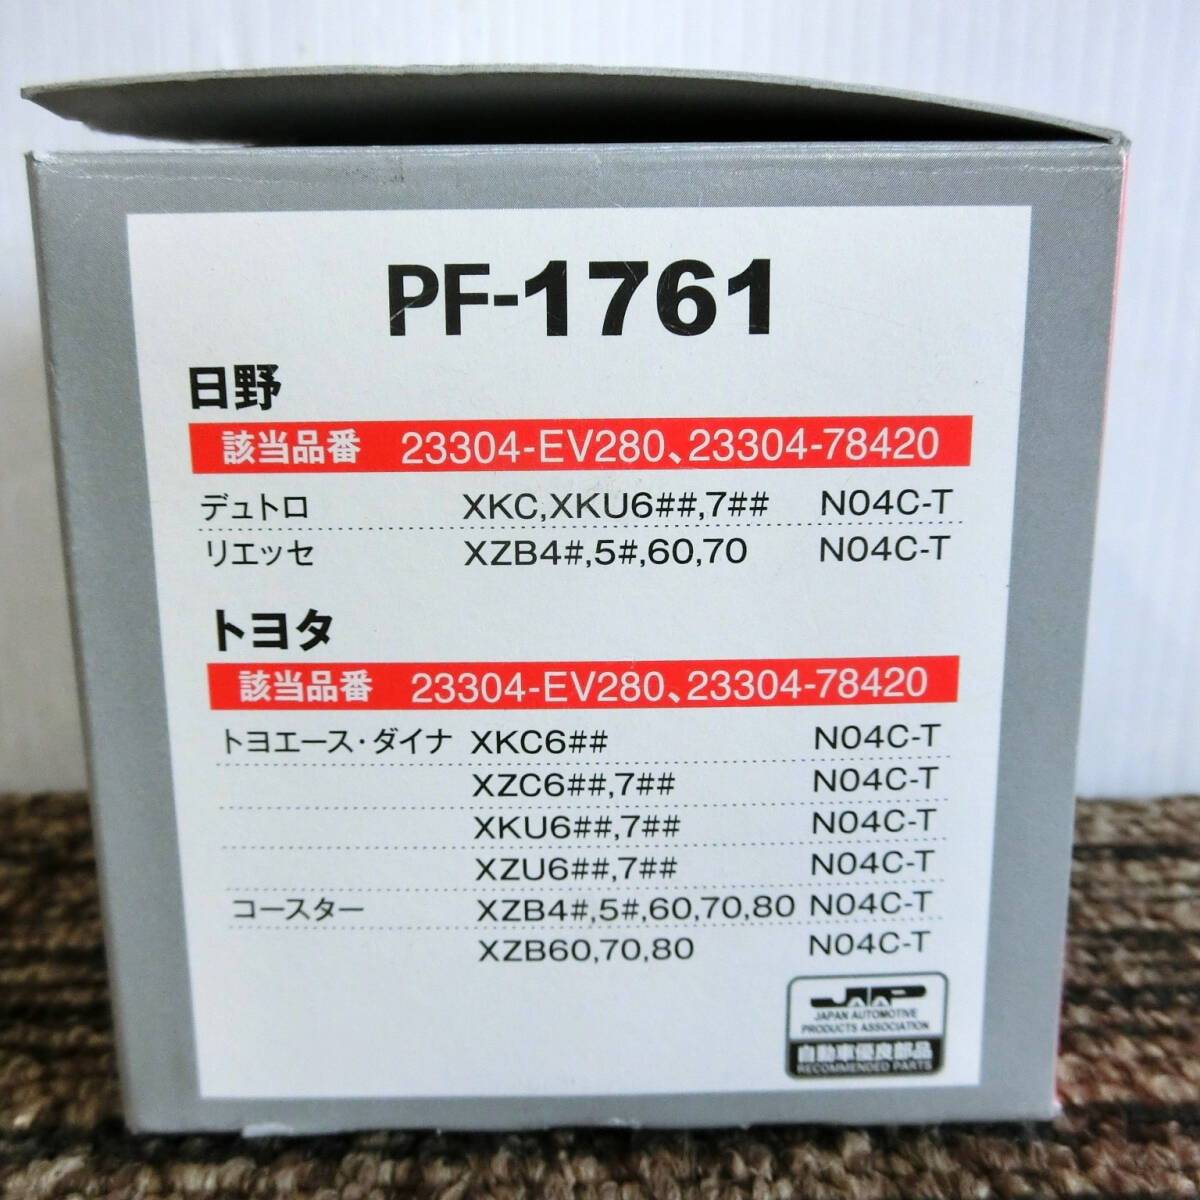 PF-1761
日野
該当品番 23304-EV280、23304-78420
デュトロ XKC,XKU6##,7## N04C-T
リエッセ XZB4#,5#,60,70 N04C-T
トヨタ
該当品番 23304-EV280、23304-78420
トヨエース・ダイナ XKC6## N04C-T
XZC6##,7## N04C-T
XKU6##,7## N04C-T
XZU6##,7## N04C-T
コースター XZB4#,5#,60,70,80 N04C-T
XZB60,70,80 N04C-T
JAPA
JAPAN AUTOMOTIVE
PRODUCTS ASSOCIATION
自動車優良部品
RECOMMENDED PARTS